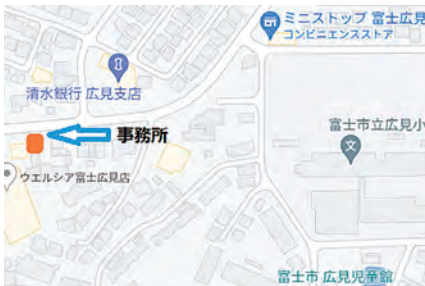 ミニストップ 富士広見
コンビニエンスストア
清水銀行 広見支店
事務所
富士市立広見小
文
ウエルシア富士広見店
富士市 広見児童館